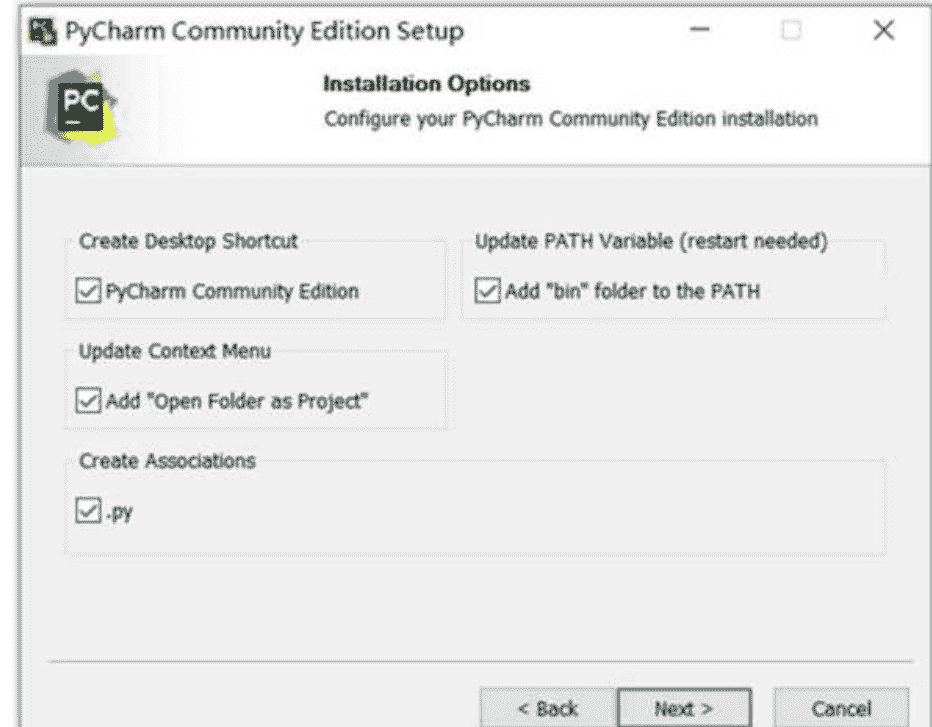 PyCharm Community Edition Setup
PC
Installation Options
Configure your PyCharm Community Edition installation
Create Desktop Shortcut
PyCharm Community Edition
Update PATH Variable (restart needed)
Add "bin" folder to the PATH
Update Context Menu
Add "Open Folder as Project"
Create Associations
.py
< Back
Next >
Cancel